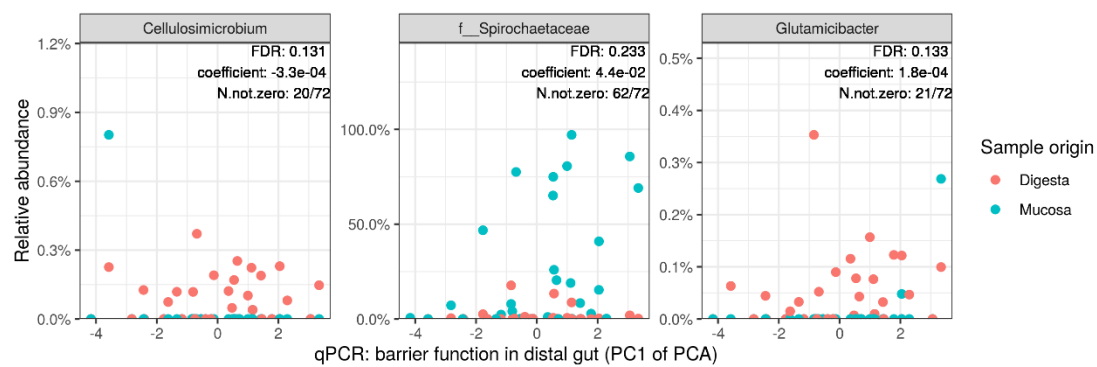 Cellulosimicrobium
f__Spirochaetaceae
Glutamicibacter
FDR: 0.131
coefficient: -3.3e-04
N.not.zero: 20/72
FDR: 0.233
coefficient: 4.4e-02
N.not.zero: 62/72
FDR: 0.133
coefficient: 1.8e-04
N.not.zero: 21/72
Relative abundance
1.2%
0.9%
0.6%
0.3%
0.0%
100.0%
50.0%
0.0%
0.5%
0.4%
0.3%
0.2%
0.1%
0.0%
-4 -2 0 2
-4 -2 0 2
-4 -2 0 2
qPCR: barrier function in distal gut (PC1 of PCA)
Sample origin
Digesta
Mucosa